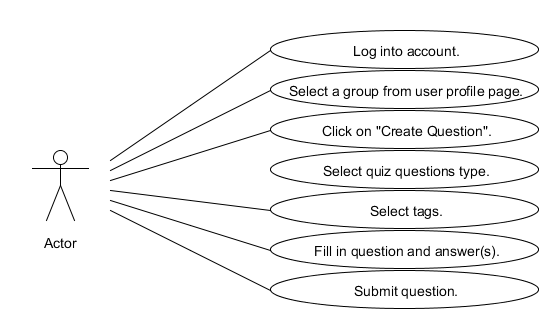 Log into account.
Select a group from user profile page.
Click on "Create Question".
Select quiz questions type.
Select tags.
Actor
Fill in question and answer(s).
Submit question.